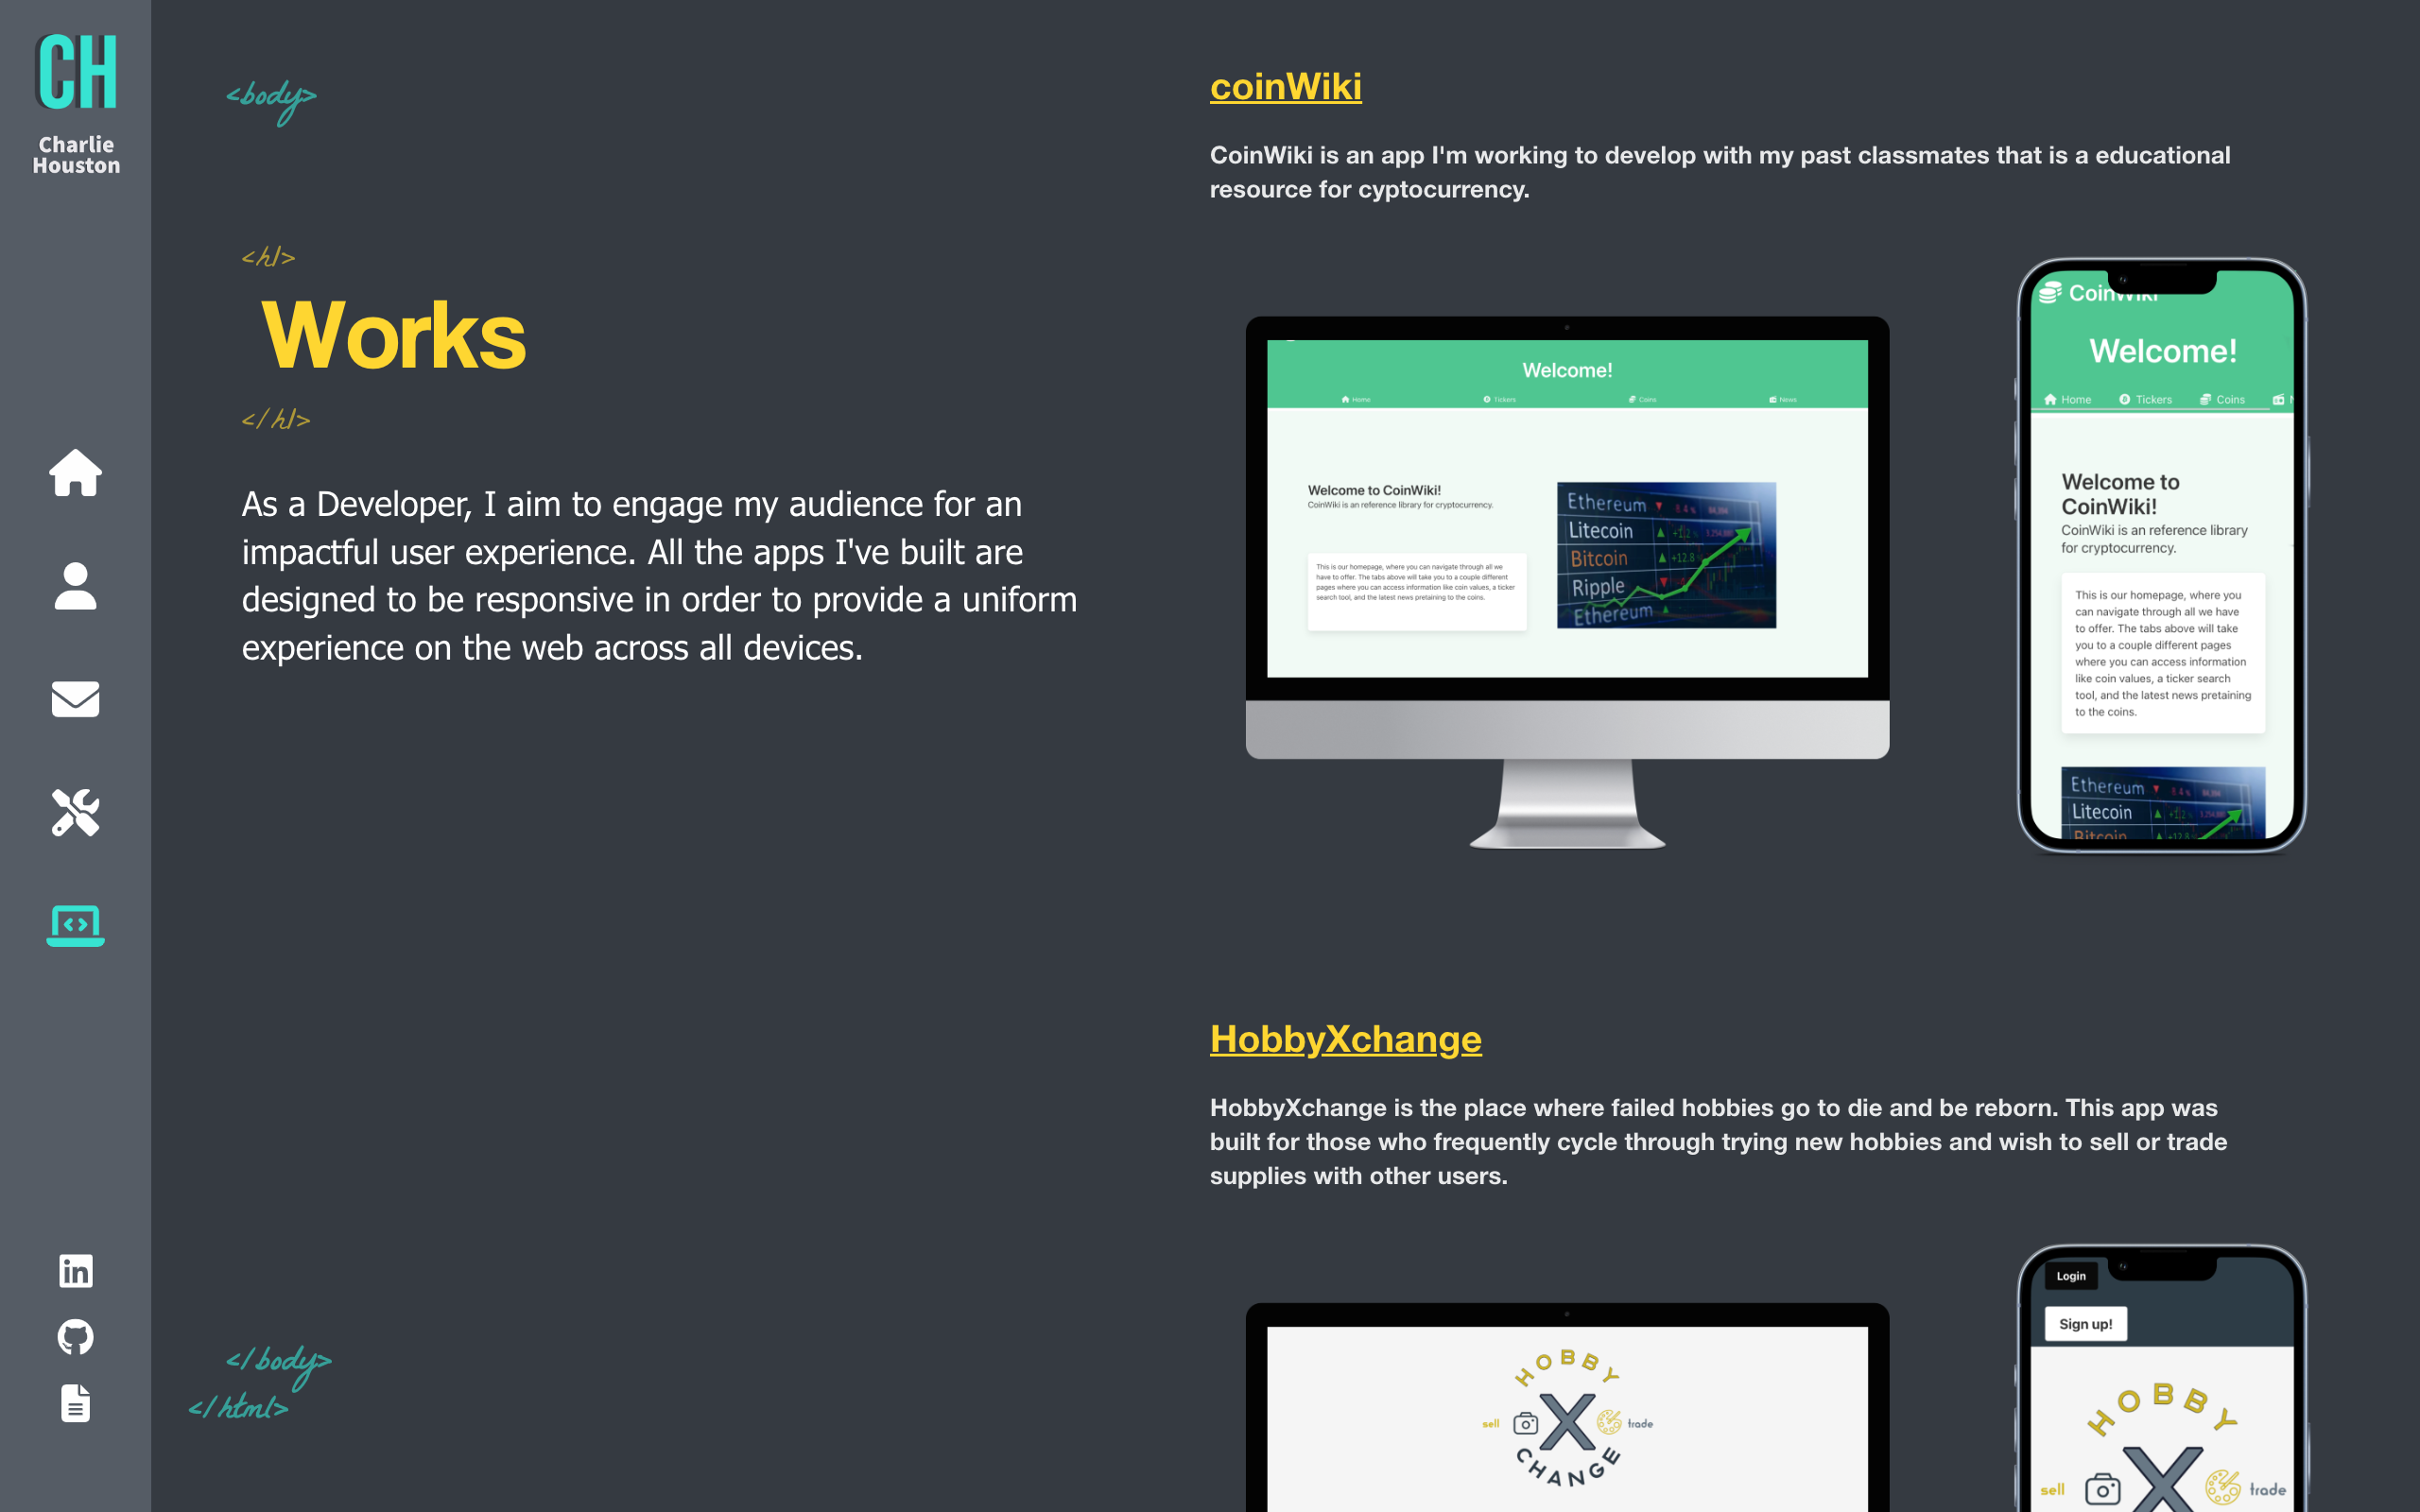 CH
Charlie
Houston
<body>
<h1>
Works
</h1>
As a Developer, I aim to engage my audience for an
impactful user experience. All the apps I've built are
designed to be responsive in order to provide a uniform
experience on the web across all devices.
</body>
</html>
coinWiki
CoinWiki is an app I'm working to develop with my past classmates that is a educational
resource for cyptocurrency.
Welcome!
Home Tickers Coins News
Welcome to CoinWiki!
CoinWiki is an reference library for cryptocurrency.
This is our homepage, where you can navigate through all we
have to offer. The tabs above will take you to a couple different
pages where you can access information like coin values, a ticker
search tool, and the latest news pretaining to the coins.
Ethereum 8.4%
Litecoin +1.2
Bitcoin +12.8
Ripple
Ethereum
CoinWiki
Welcome!
Home Tickers Coins
Welcome to
CoinWiki!
CoinWiki is an reference library
for cryptocurrency.
This is our homepage, where you
can navigate through all we have
to offer. The tabs above will take
you to a couple different pages
where you can access information
like coin values, a ticker search
tool, and the latest news pretaining
to the coins.
Ethereum 8.4%
Litecoin +1.2
Bitcoin
HobbyXchange
HobbyXchange is the place where failed hobbies go to die and be reborn. This app was
built for those who frequently cycle through trying new hobbies and wish to sell or trade
supplies with other users.
HOBBY
sell X trade
CHANGE
Login
Sign up!
HOBBY
sell X trade